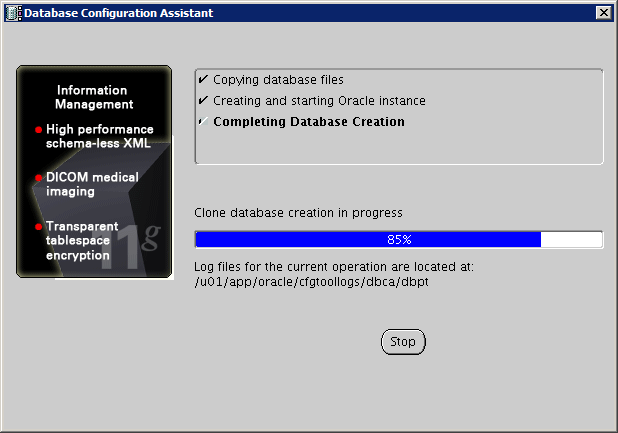 Database Configuration Assistant
Information
Management
High performance
schema-less XML
DICOM medical
imaging
Transparent
tablespace
encryption
11g
Copying database files
Creating and starting Oracle instance
Completing Database Creation
Clone database creation in progress
85%
Log files for the current operation are located at:
/u01/app/oracle/cfgtoollogs/dbca/dbpt
Stop